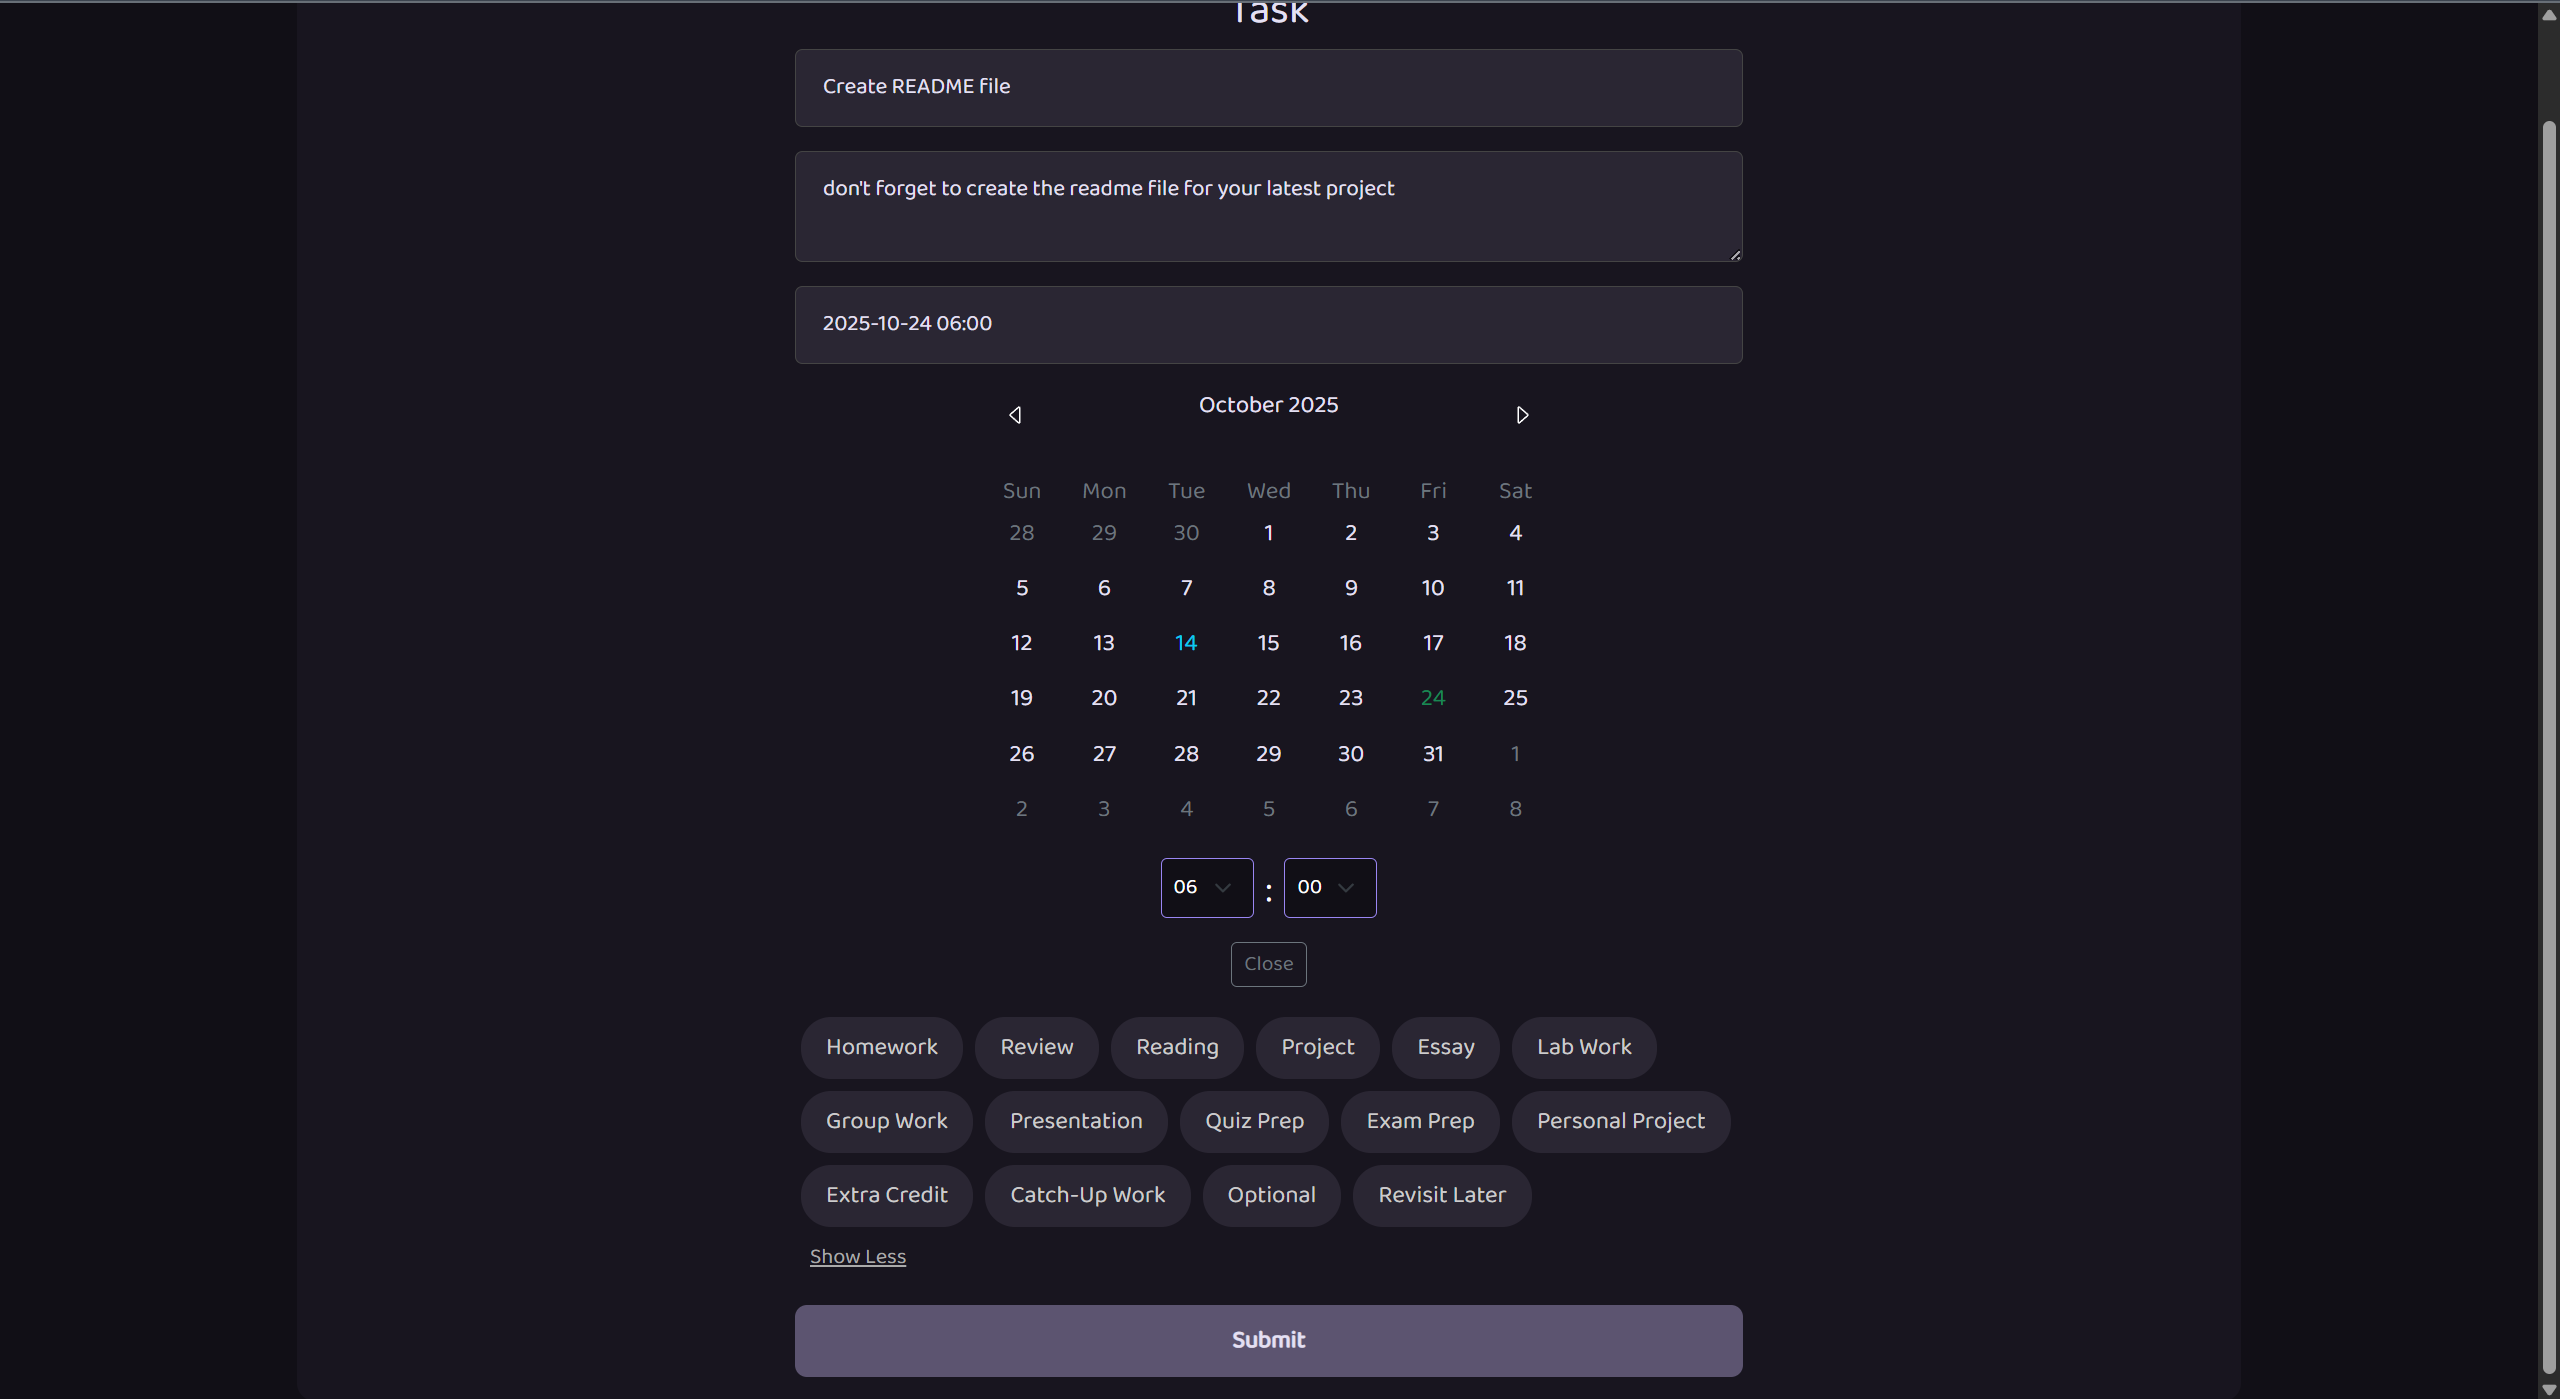 Task
Create README file
don't forget to create the readme file for your latest project
2025-10-24 06:00
October 2025
Sun Mon Tue Wed Thu Fri Sat
28 29 30 1 2 3 4
5 6 7 8 9 10 11
12 13 14 15 16 17 18
19 20 21 22 23 24 25
26 27 28 29 30 31 1
2 3 4 5 6 7 8
06 : 00
Close
Homework Review Reading Project Essay Lab Work
Group Work Presentation Quiz Prep Exam Prep Personal Project
Extra Credit Catch-Up Work Optional Revisit Later
Show Less
Submit